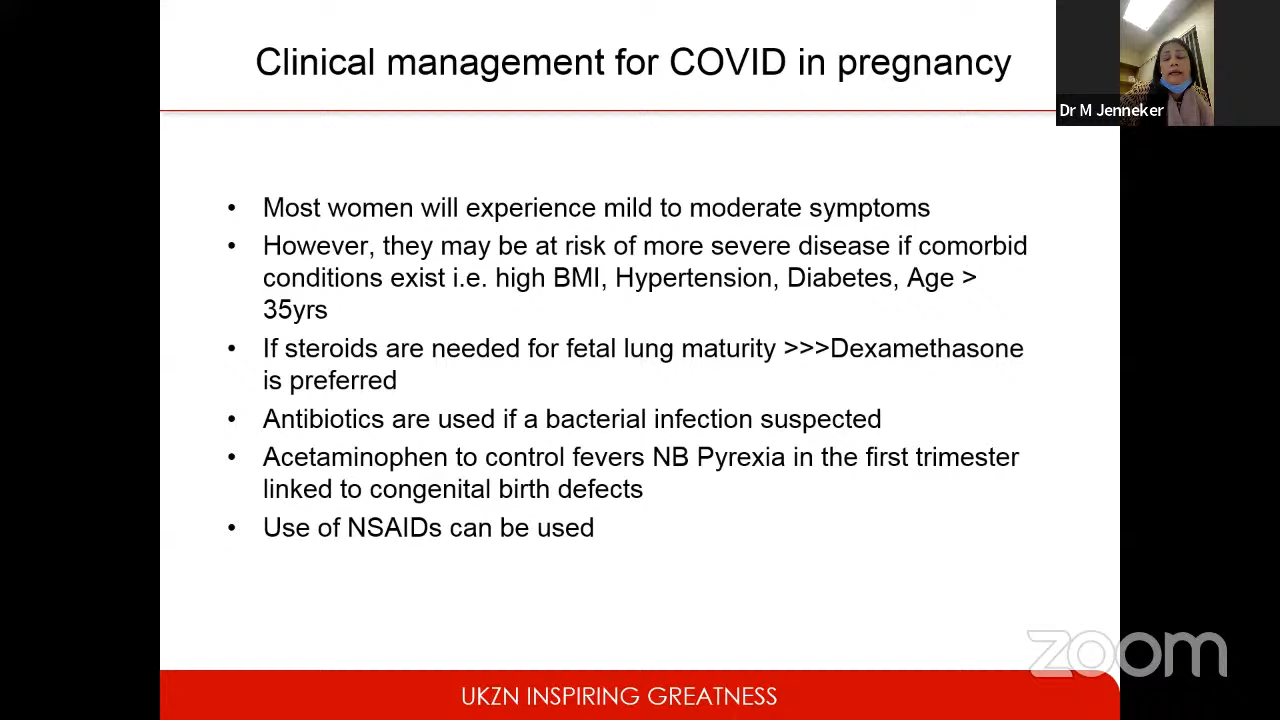 Clinical management for COVID in pregnancy
Dr M Jenneker
• Most women will experience mild to moderate symptoms
• However, they may be at risk of more severe disease if comorbid
conditions exist i.e. high BMI, Hypertension, Diabetes, Age >
35yrs
• If steroids are needed for fetal lung maturity >>>Dexamethasone
is preferred
• Antibiotics are used if a bacterial infection suspected
• Acetaminophen to control fevers NB Pyrexia in the first trimester
linked to congenital birth defects
• Use of NSAIDs can be used
zoom
UKZN INSPIRING GREATNESS